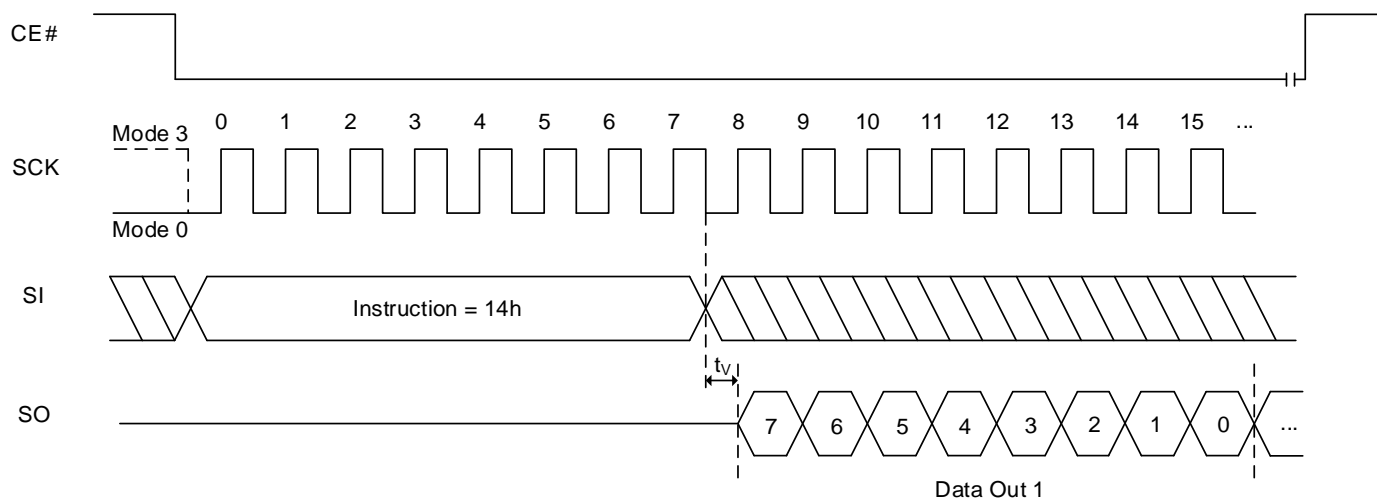 CE#
0 1 2 3 4 5 6 7 8 9 10 11 12 13 14 15 ...
Mode 3
SCK
Mode 0
SI
Instruction = 14h
tV
SO
7 6 5 4 3 2 1 0 ...
Data Out 1